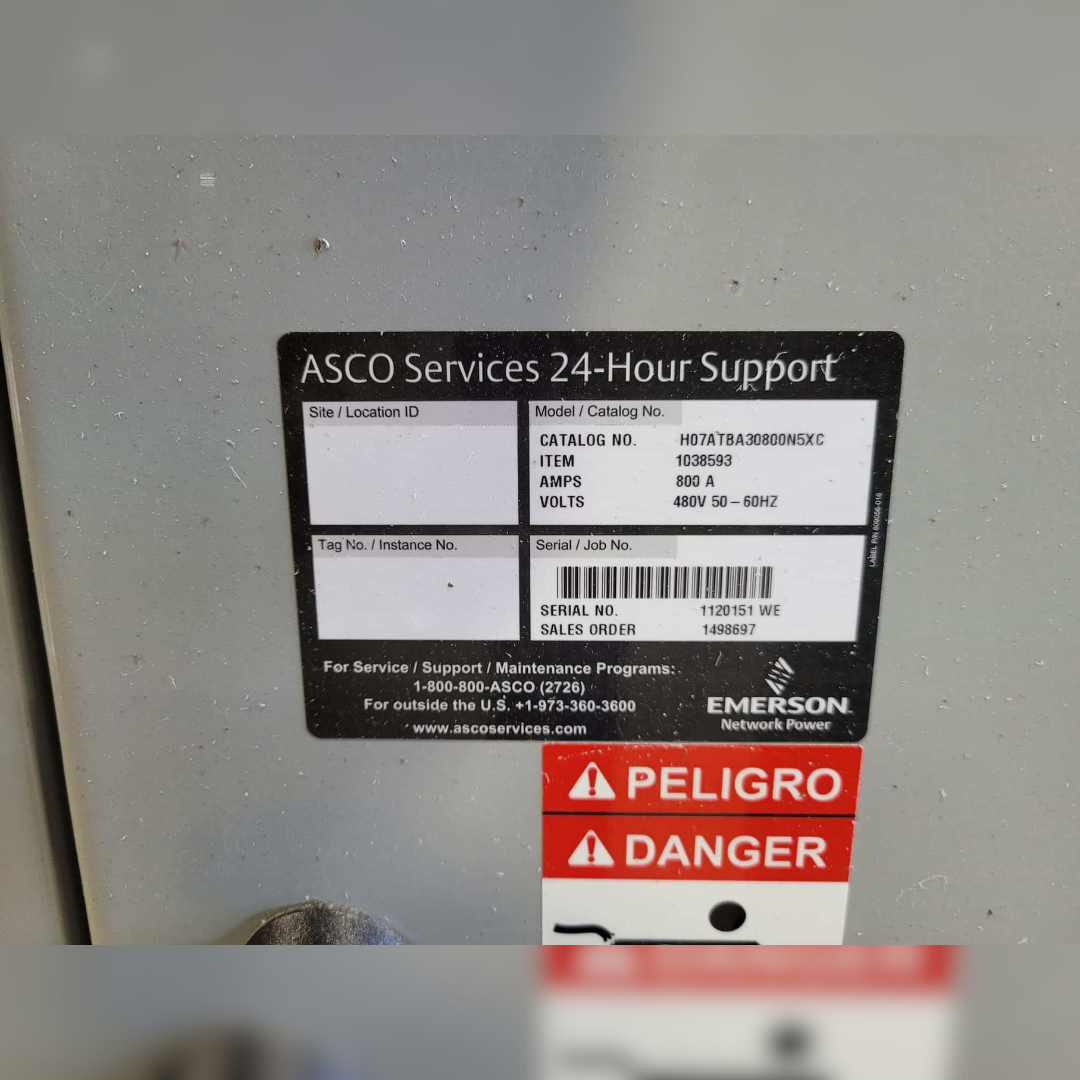 ASCO Services 24-Hour Support
Site / Location ID
Model / Catalog No.
CATALOG NO. H07ATBA30800N5XC
ITEM 1038593
AMPS 800 A
VOLTS 480V 50 – 60HZ
Tag No. / Instance No.
Serial / Job No.
SERIAL NO. 1120151 WE
SALES ORDER 1498697
LABEL P/N 609056-016
For Service / Support / Maintenance Programs:
1-800-800-ASCO (2726)
For outside the U.S. +1-973-360-3600
www.ascoservices.com
EMERSON
Network Power
PELIGRO
DANGER